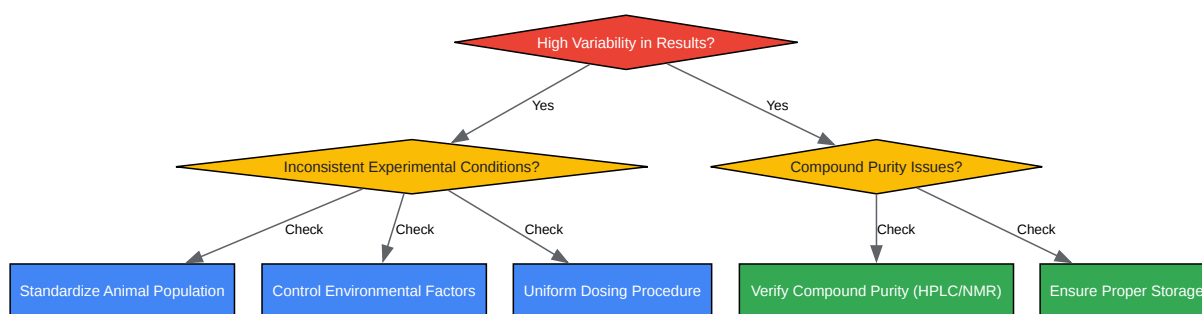 High Variability in Results?
Yes
Yes
Inconsistent Experimental Conditions?
Compound Purity Issues?
Check
Check
Check
Check
Check
Standardize Animal Population
Control Environmental Factors
Uniform Dosing Procedure
Verify Compound Purity (HPLC/NMR)
Ensure Proper Storage